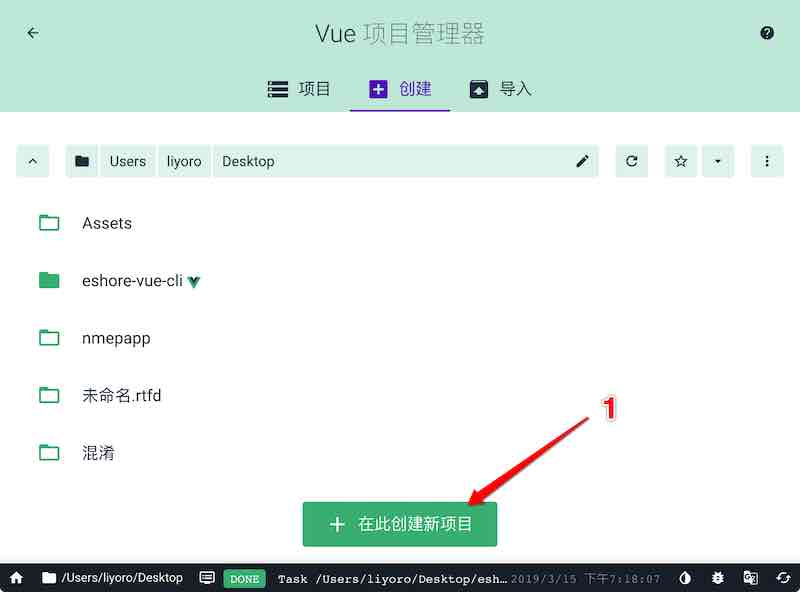 Vue 项目管理器
项目 创建 导入
Users liyoro Desktop
Assets
eshore-vue-cli
nmepapp
未命名.rtfd
混淆
1
在此创建新项目
/Users/liyoro/Desktop DONE Task /Users/liyoro/Desktop/esh… 2019/3/15 下午7:18:07